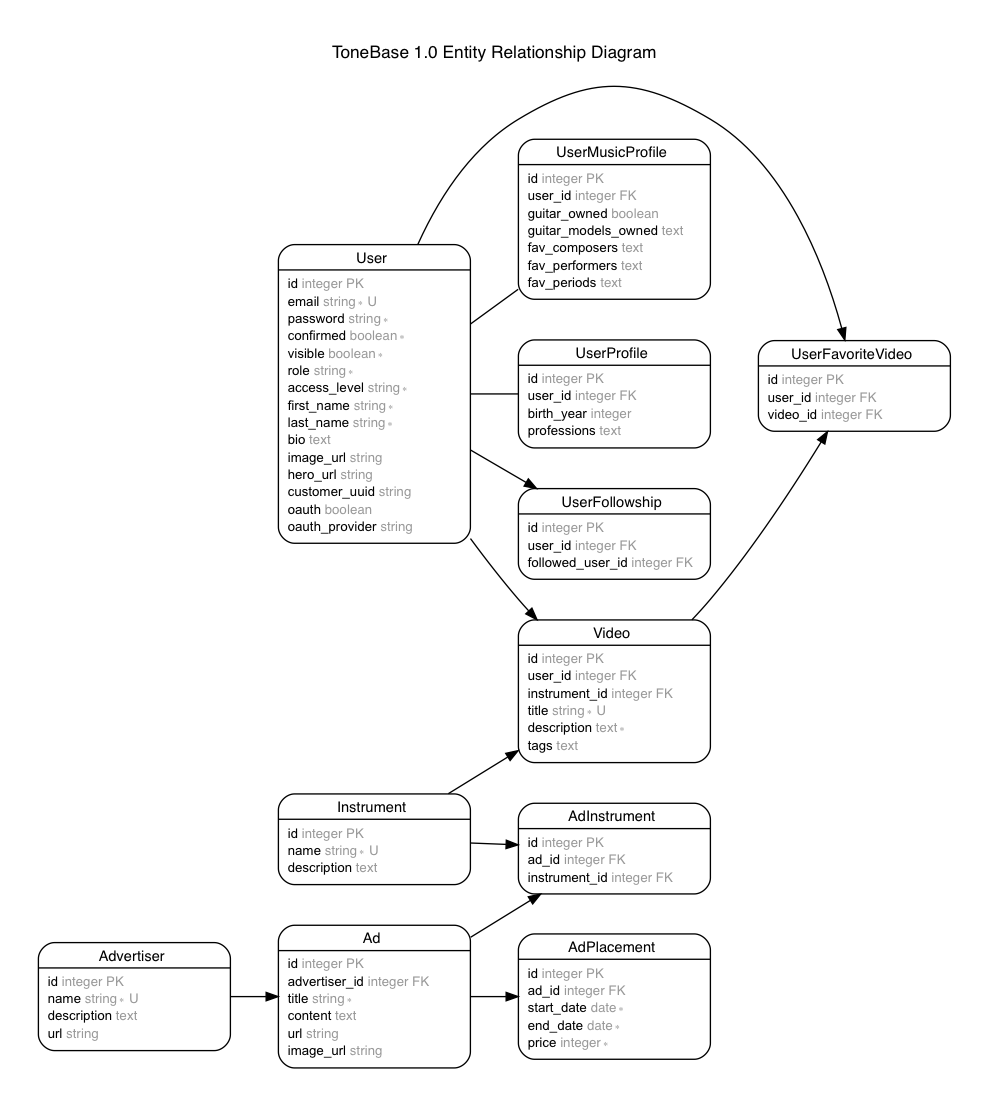 ToneBase 1.0 Entity Relationship Diagram
UserMusicProfile
id integer PK
user_id integer FK
guitar_owned boolean
guitar_models_owned text
fav_composers text
fav_performers text
fav_periods text
User
id integer PK
email string * U
password string *
confirmed boolean *
visible boolean *
role string *
access_level string *
first_name string *
last_name string *
bio text
image_url string
hero_url string
customer_uuid string
oauth boolean
oauth_provider string
UserProfile
id integer PK
user_id integer FK
birth_year integer
professions text
UserFavoriteVideo
id integer PK
user_id integer FK
video_id integer FK
UserFollowship
id integer PK
user_id integer FK
followed_user_id integer FK
Video
id integer PK
user_id integer FK
instrument_id integer FK
title string * U
description text *
tags text
Instrument
id integer PK
name string * U
description text
AdInstrument
id integer PK
ad_id integer FK
instrument_id integer FK
Advertiser
id integer PK
name string * U
description text
url string
Ad
id integer PK
advertiser_id integer FK
title string *
content text
url string
image_url string
AdPlacement
id integer PK
ad_id integer FK
start_date date *
end_date date *
price integer *